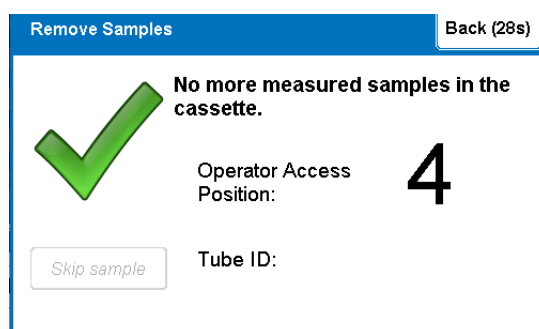 Remove Samples
Back (28s)
No more measured samples in the
cassette.
Operator Access
Position:
4
Skip sample
Tube ID: